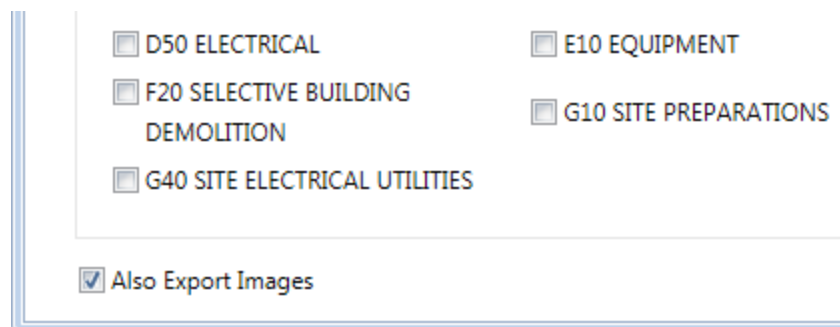 D50 ELECTRICAL
E10 EQUIPMENT
F20 SELECTIVE BUILDING
DEMOLITION
G10 SITE PREPARATIONS
G40 SITE ELECTRICAL UTILITIES
Also Export Images